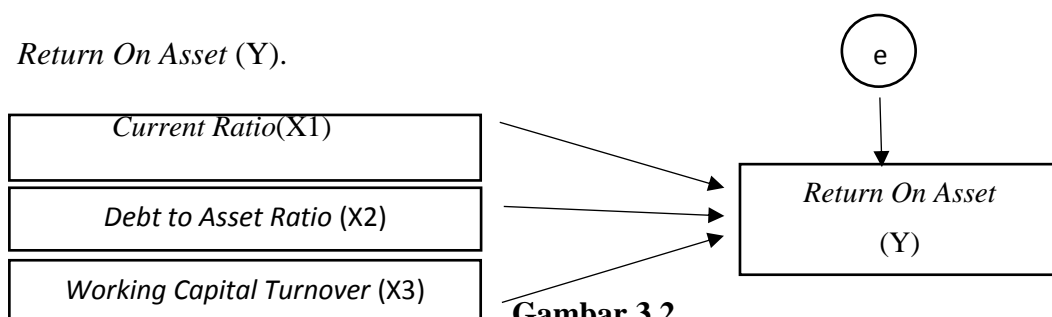 Return On Asset (Y).
e
Current Ratio(X1)
Debt to Asset Ratio (X2)
Working Capital Turnover (X3)
Return On Asset
(Y)
Gambar 3.2